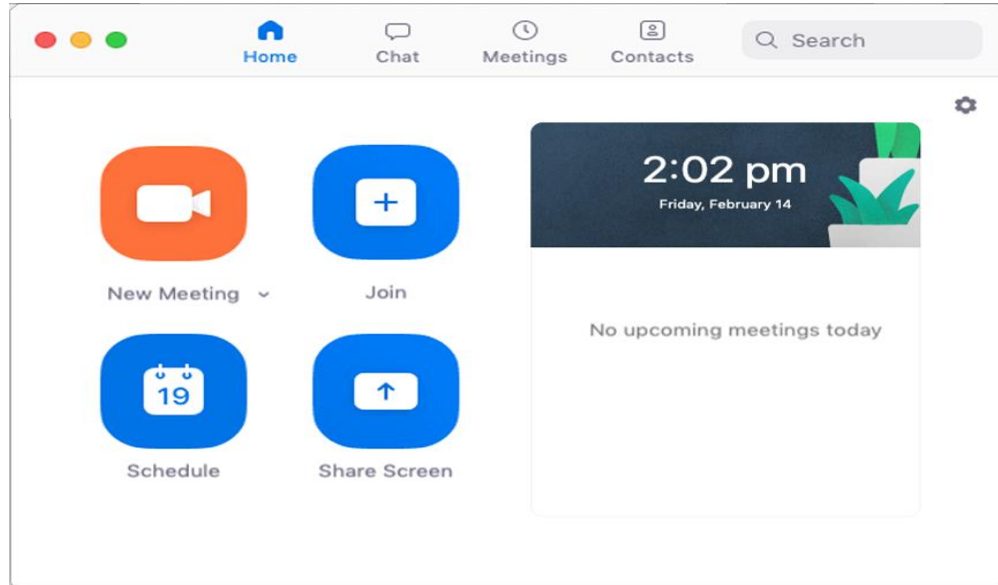 Home
Chat
Meetings
Contacts
Search
2:02 pm
Friday, February 14
New Meeting
Join
No upcoming meetings today
19
Schedule
Share Screen